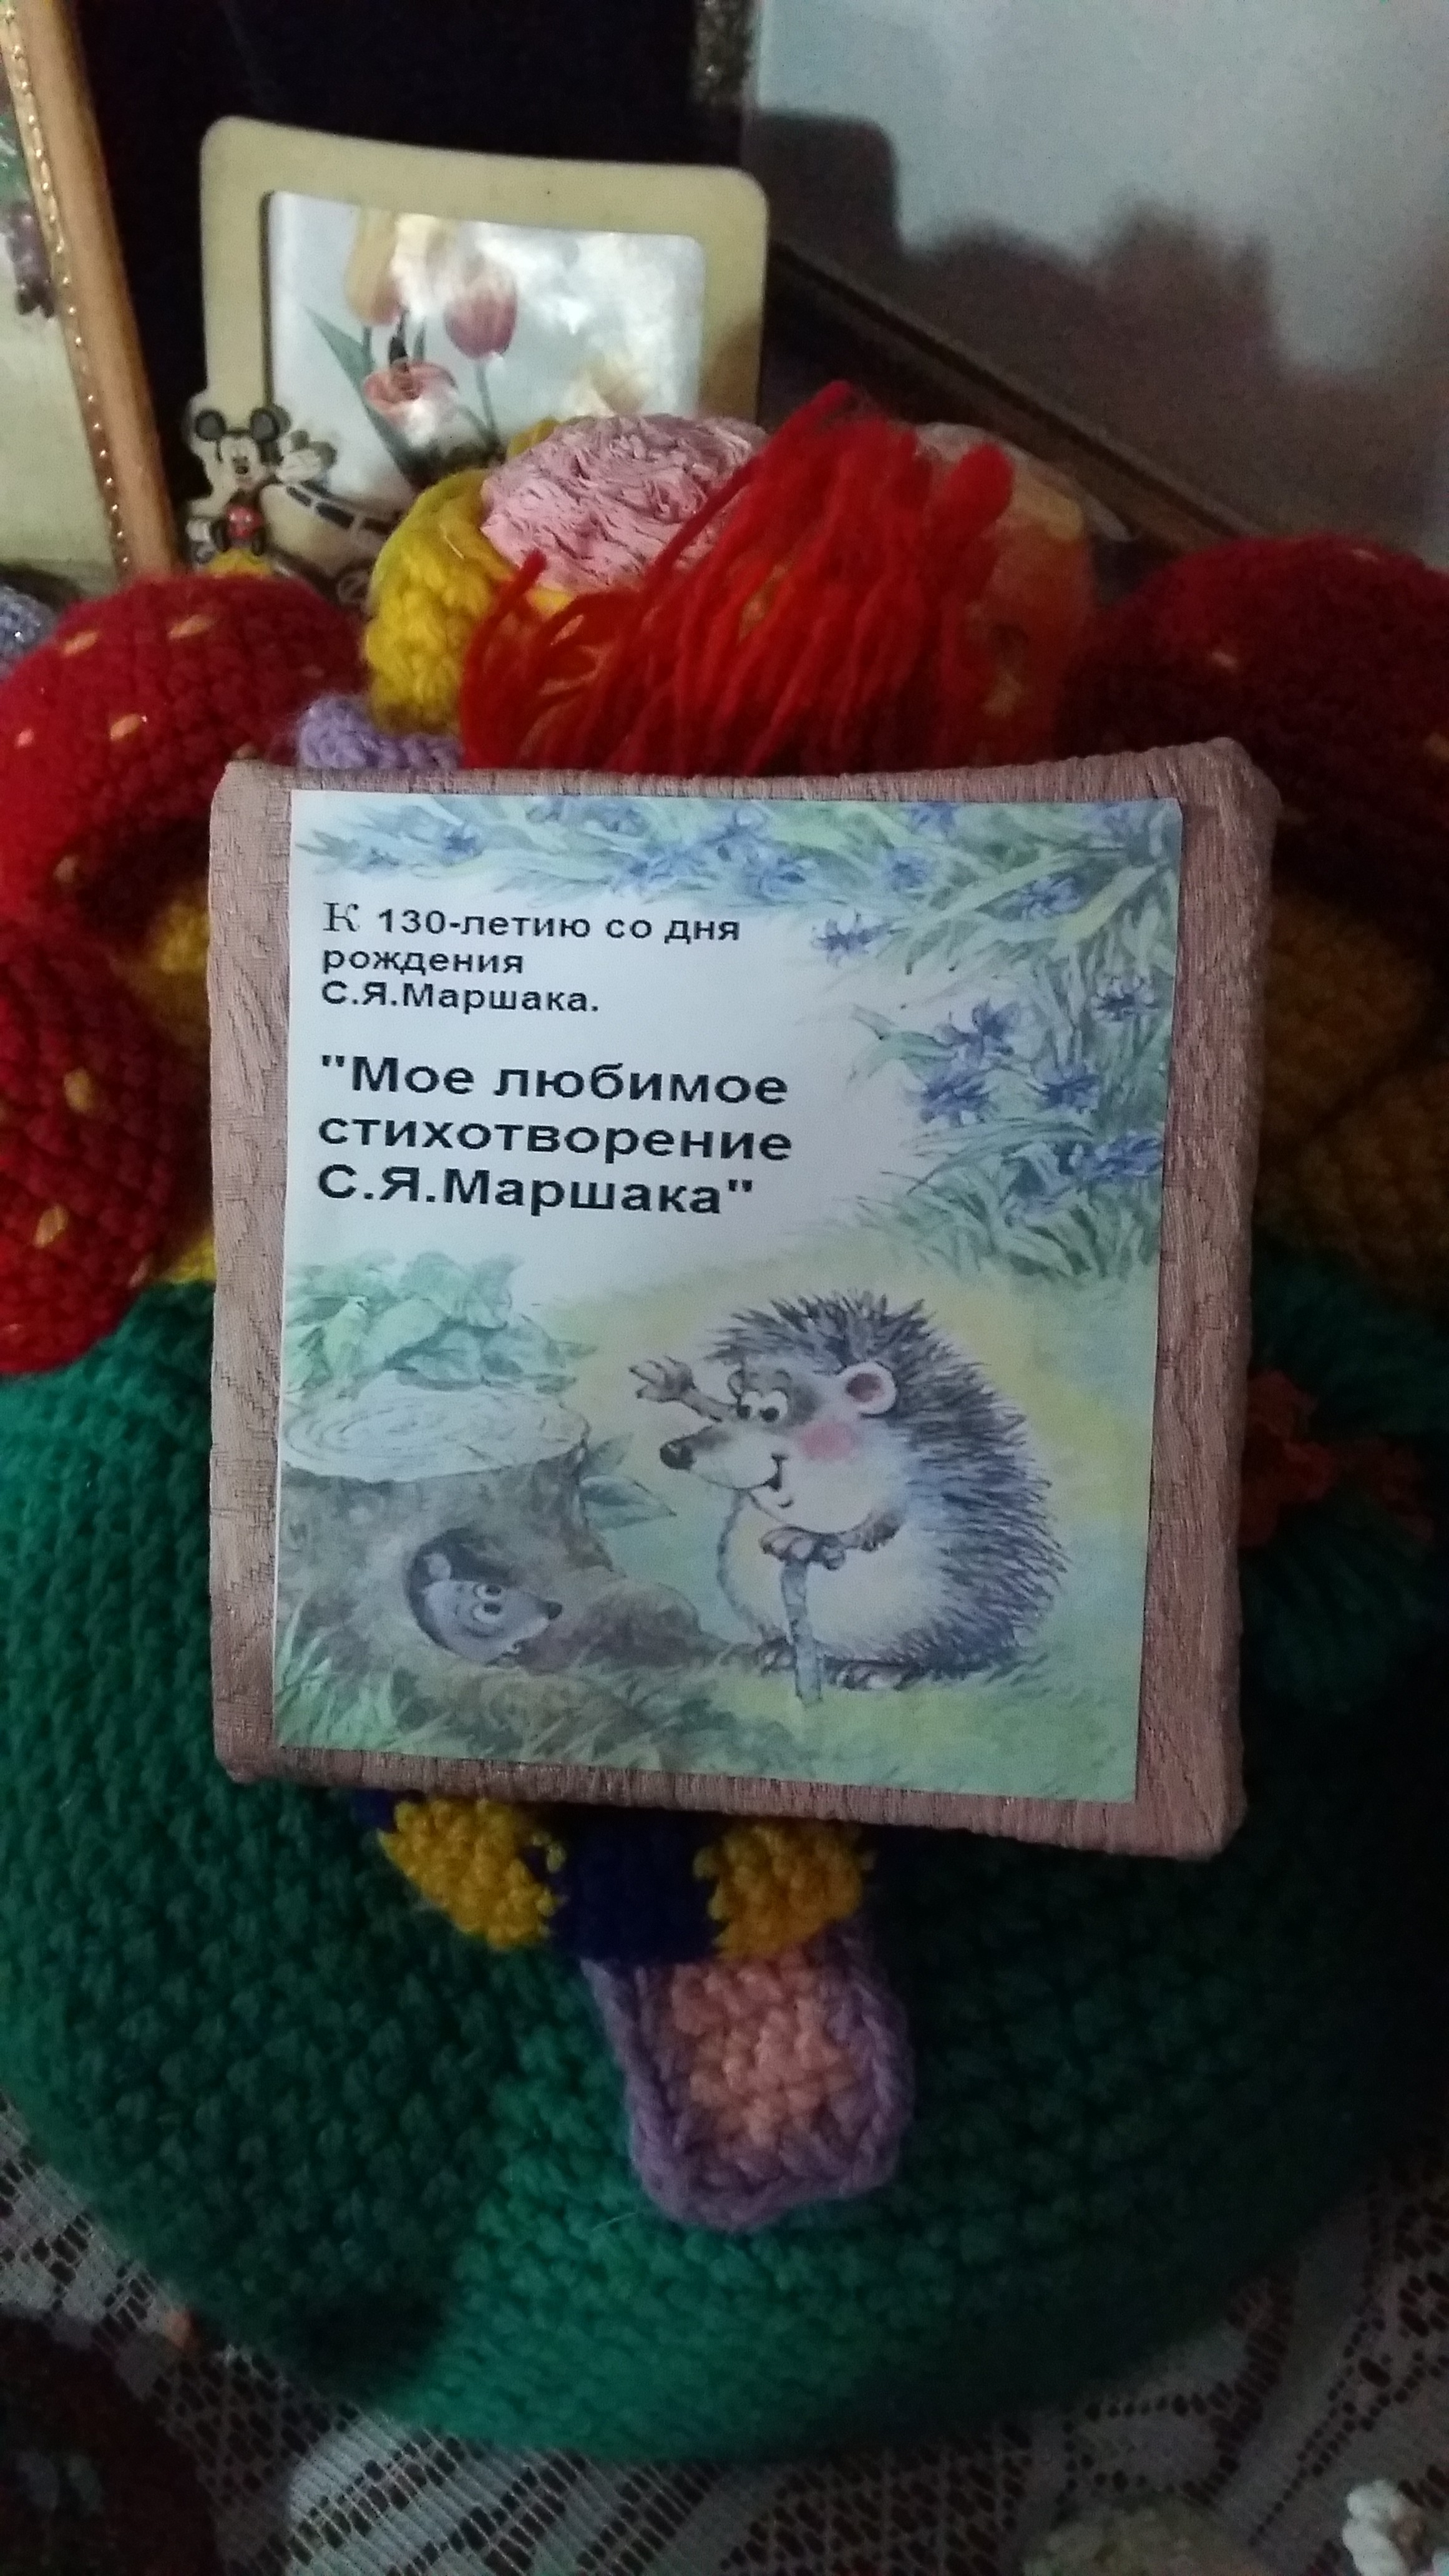 К 130-летию со дня
рождения
С.Я.Маршака.
"Мое любимое
стихотворение
С.Я.Маршака"